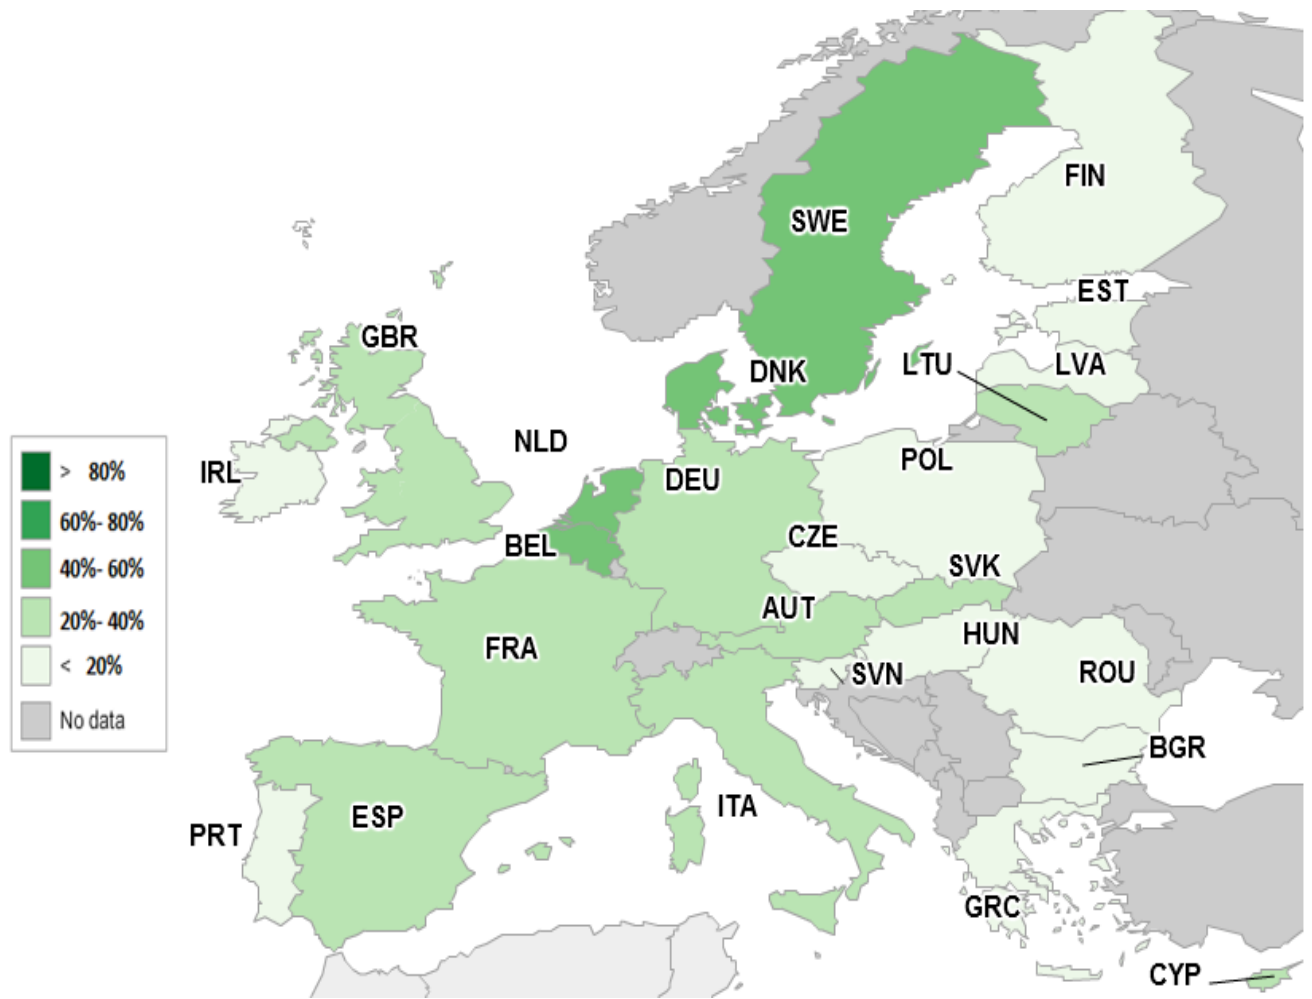 SWE
FIN
EST
GBR
DNK
LTU
LVA
NLD
IRL
DEU
POL
> 80%
60%- 80%
40%- 60%
20%- 40%
< 20%
No data
BEL
CZE
SVK
AUT
FRA
HUN
SVN
ROU
BGR
ITA
ESP
PRT
GRC
CYP